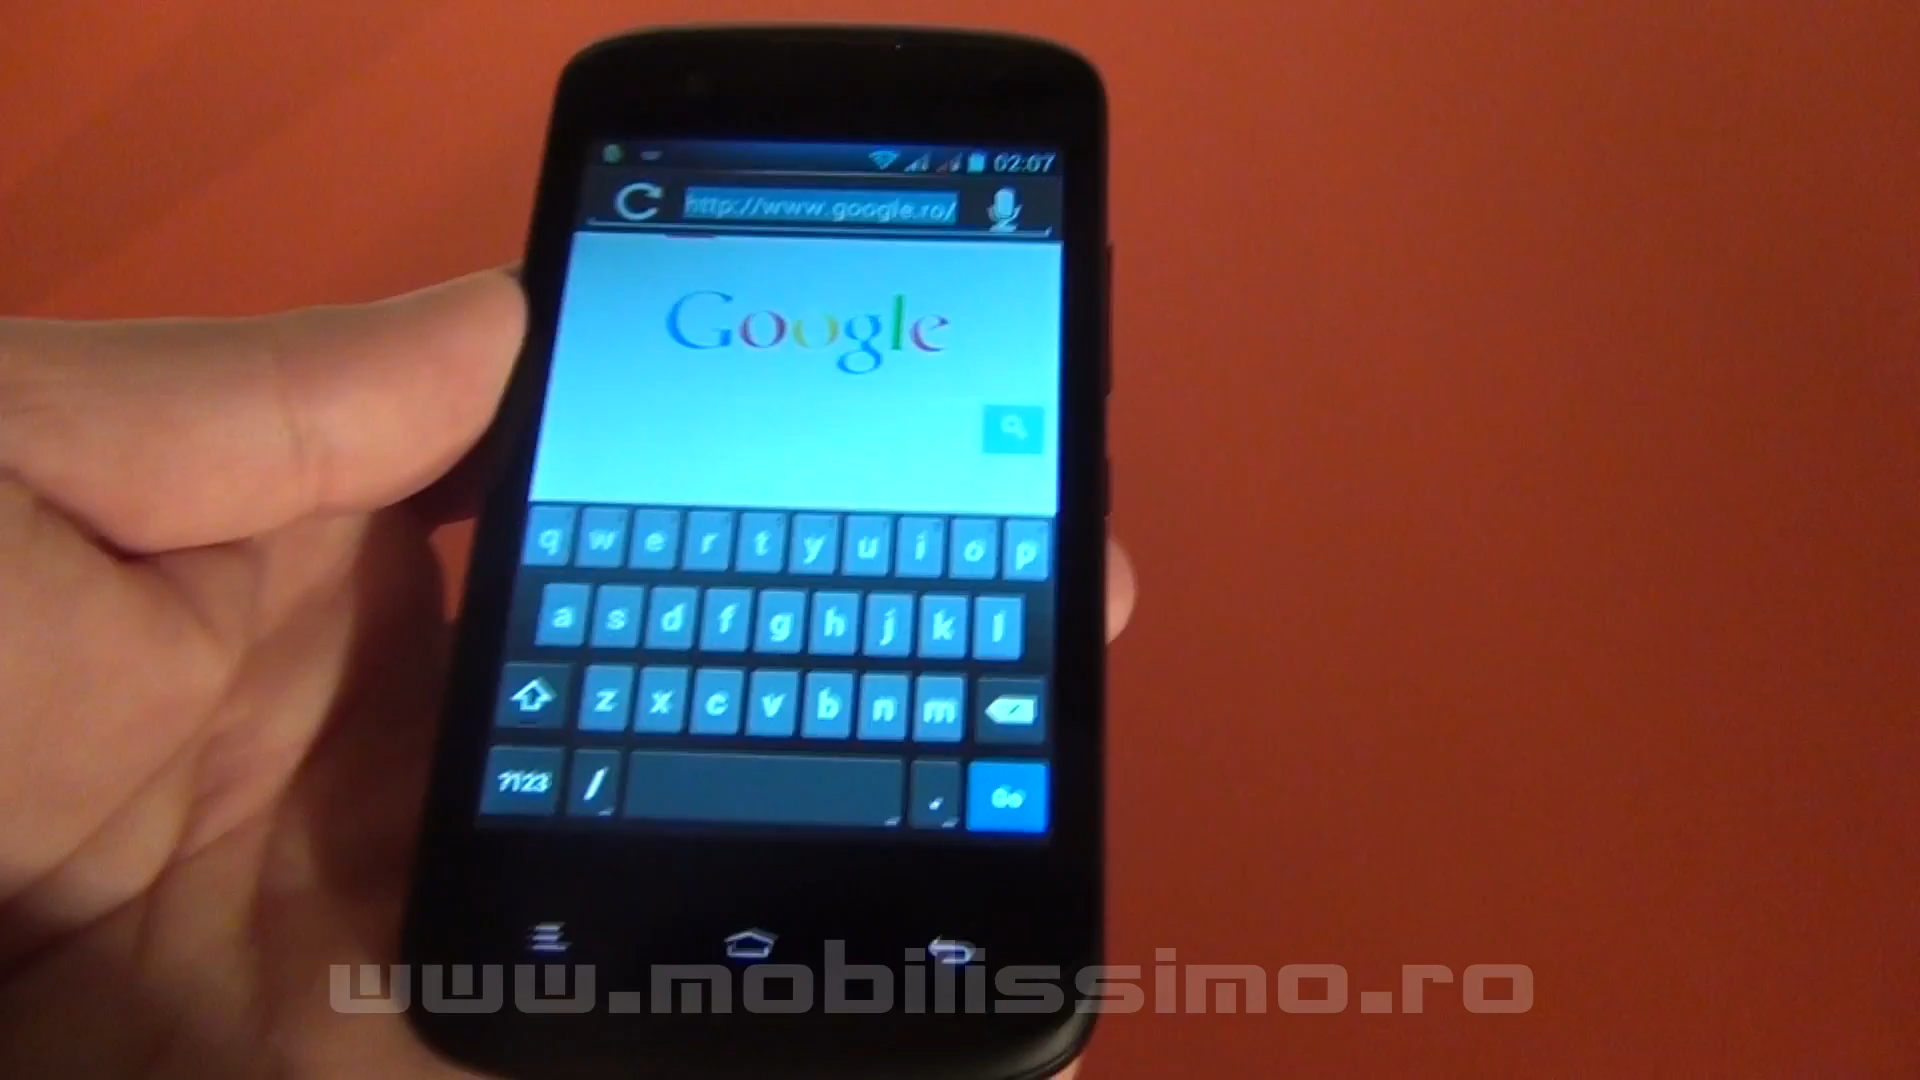 02:07
http://www.google.ro/
Google
q w e r t y u i o p
a s d f g h j k l
z x c v b n m
?123 / . Go
www.mobilissimo.ro